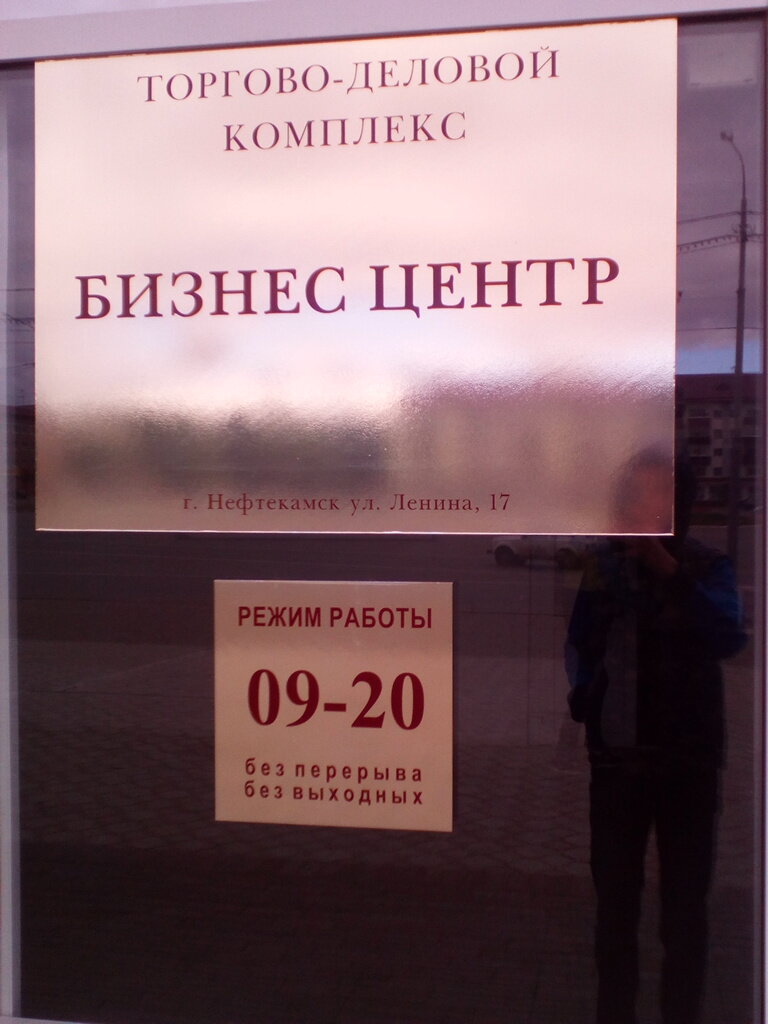 ТОРГОВО-ДЕЛОВОЙ
КОМПЛЕКС
БИЗНЕС ЦЕНТР
г. Нефтекамск ул. Ленина, 17
РЕЖИМ РАБОТЫ
09-20
без перерыва
без выходных